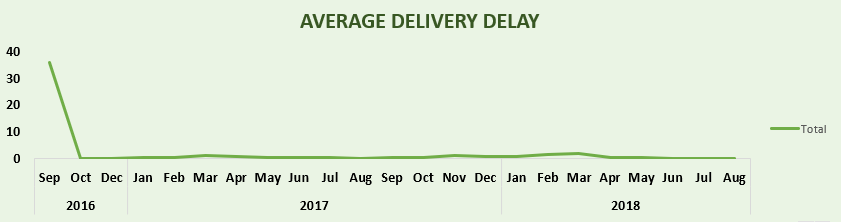 AVERAGE DELIVERY DELAY
40
30
20
10
0
Total
Sep Oct Dec Jan Feb Mar Apr May Jun Jul Aug Sep Oct Nov Dec Jan Feb Mar Apr May Jun Jul Aug
2016 2017 2018